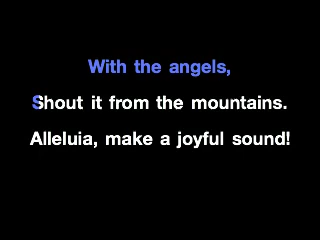 With the angels,
Shout it from the mountains.
Alleluia, make a joyful sound!